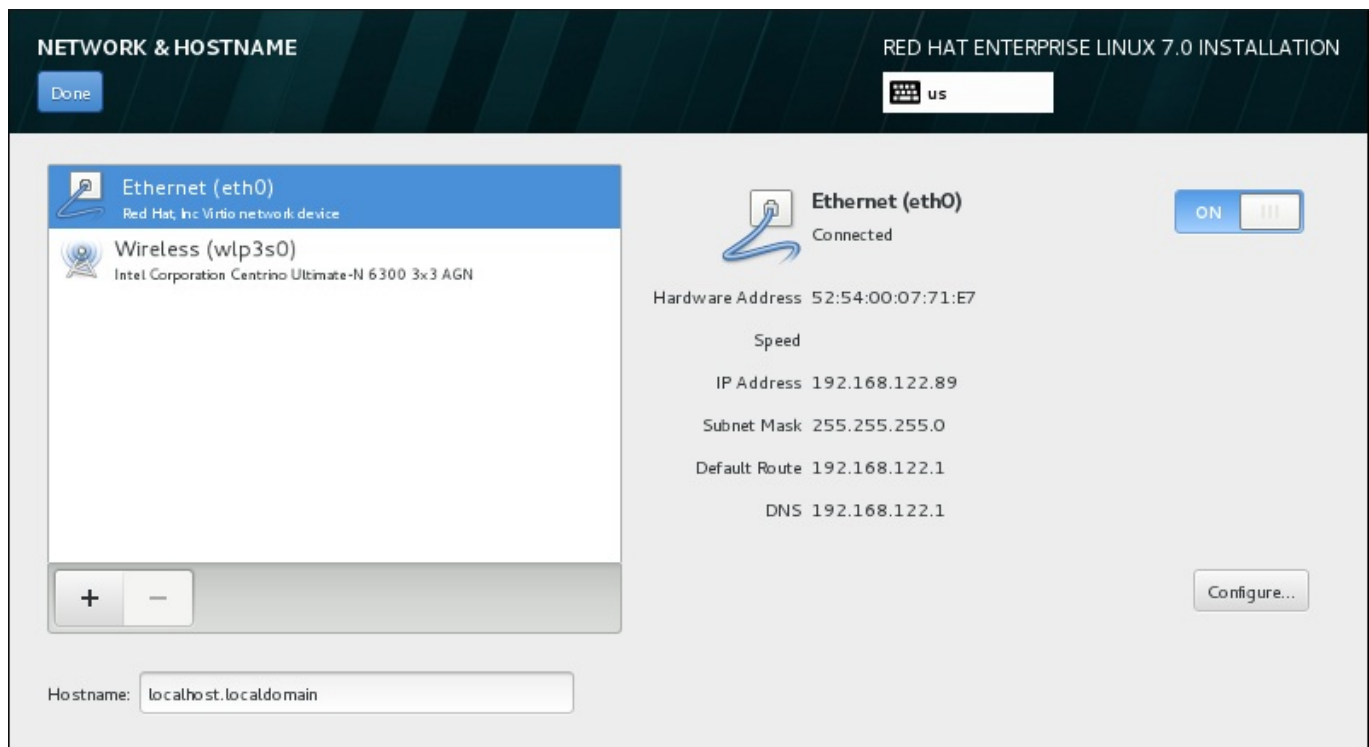 NETWORK & HOSTNAME
RED HAT ENTERPRISE LINUX 7.0 INSTALLATION
Done
us
Ethernet (eth0)
Red Hat, Inc Virtio network device
Wireless (wlp3s0)
Intel Corporation Centrino Ultimate-N 6300 3x3 AGN
Ethernet (eth0)
Connected
ON
Hardware Address 52:54:00:07:71:E7
Speed
IP Address 192.168.122.89
Subnet Mask 255.255.255.0
Default Route 192.168.122.1
DNS 192.168.122.1
+ −
Configure...
Hostname: localhost.localdomain